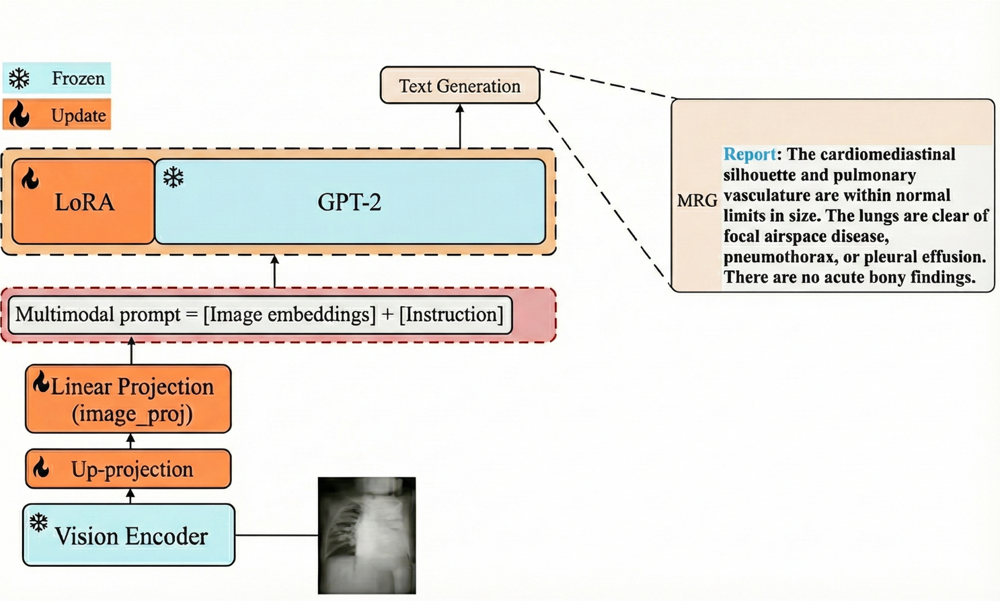 Frozen
Update
Text Generation
LoRA
GPT-2
MRG
Report: The cardiomediastinal
silhouette and pulmonary
vasculature are within normal
limits in size. The lungs are clear of
focal airspace disease,
pneumothorax, or pleural effusion.
There are no acute bony findings.
Multimodal prompt = [Image embeddings] + [Instruction]
Linear Projection
(image_proj)
Up-projection
Vision Encoder